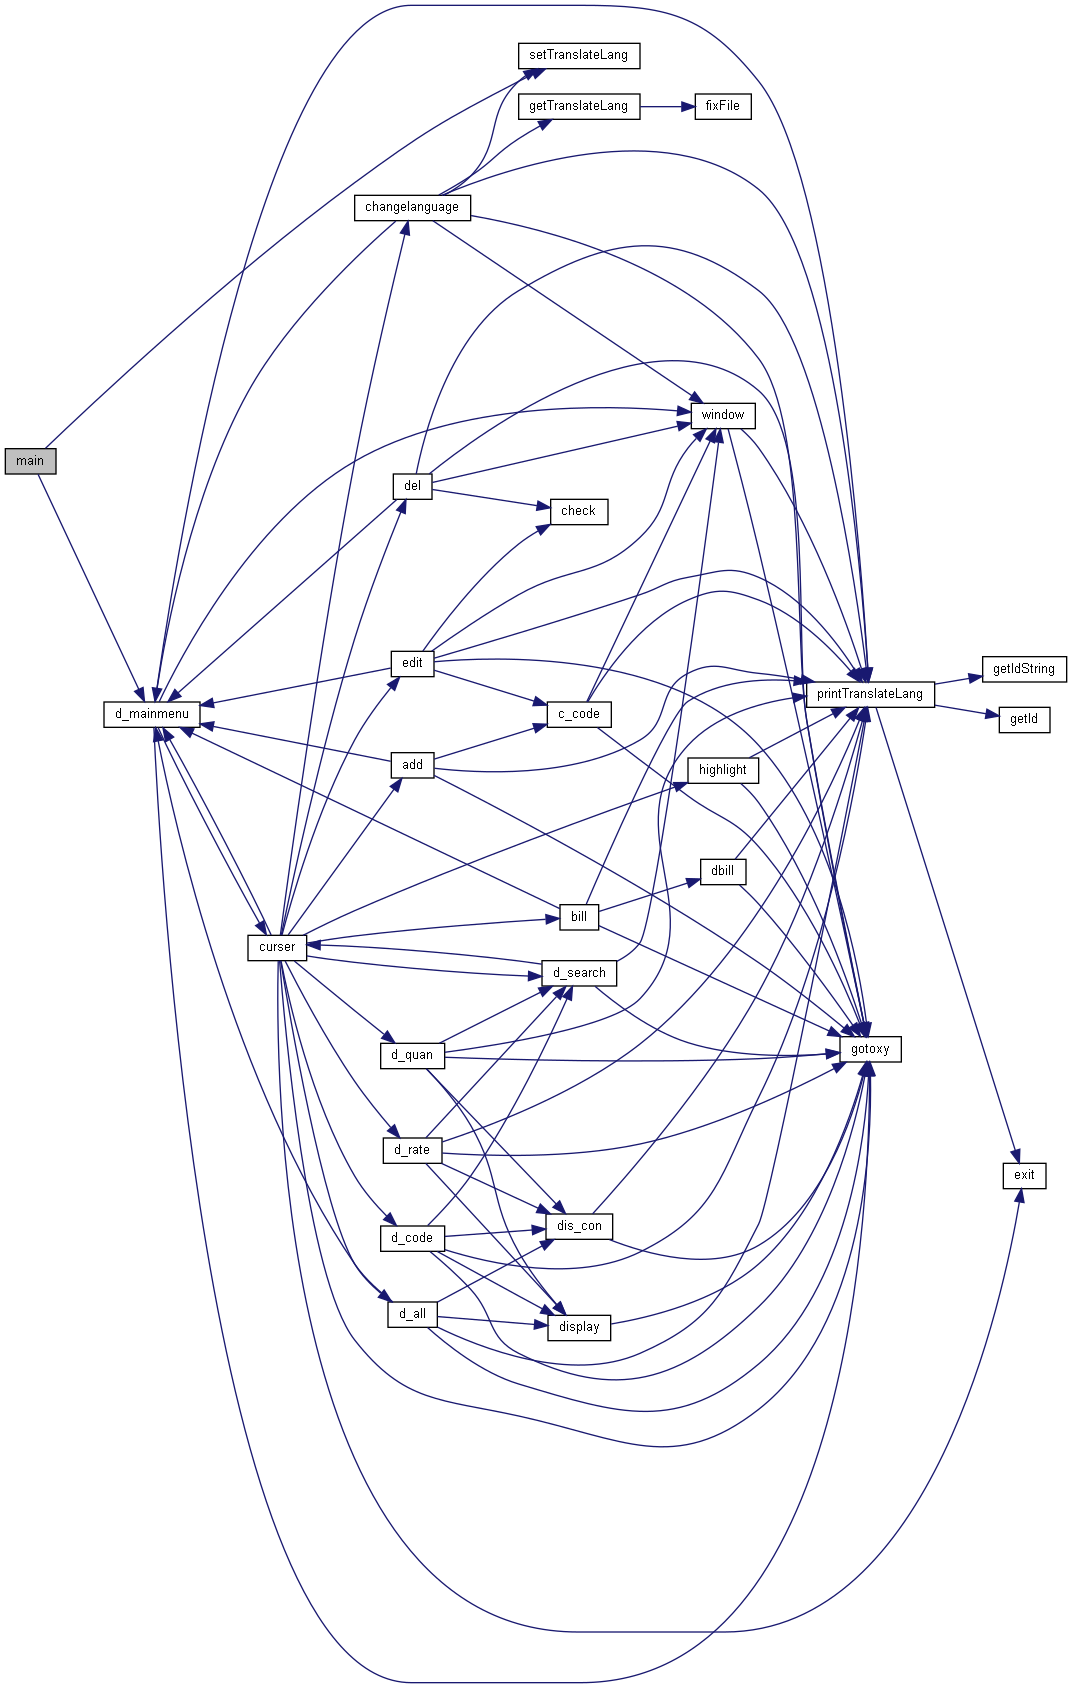 setTranslateLang
getTranslateLang
fixFile
changelanguage
window
main
del
check
edit
getIdString
printTranslateLang
d_mainmenu
c_code
getId
add
highlight
dbill
bill
curser
d_search
d_quan
gotoxy
d_rate
exit
dis_con
d_code
d_all
display